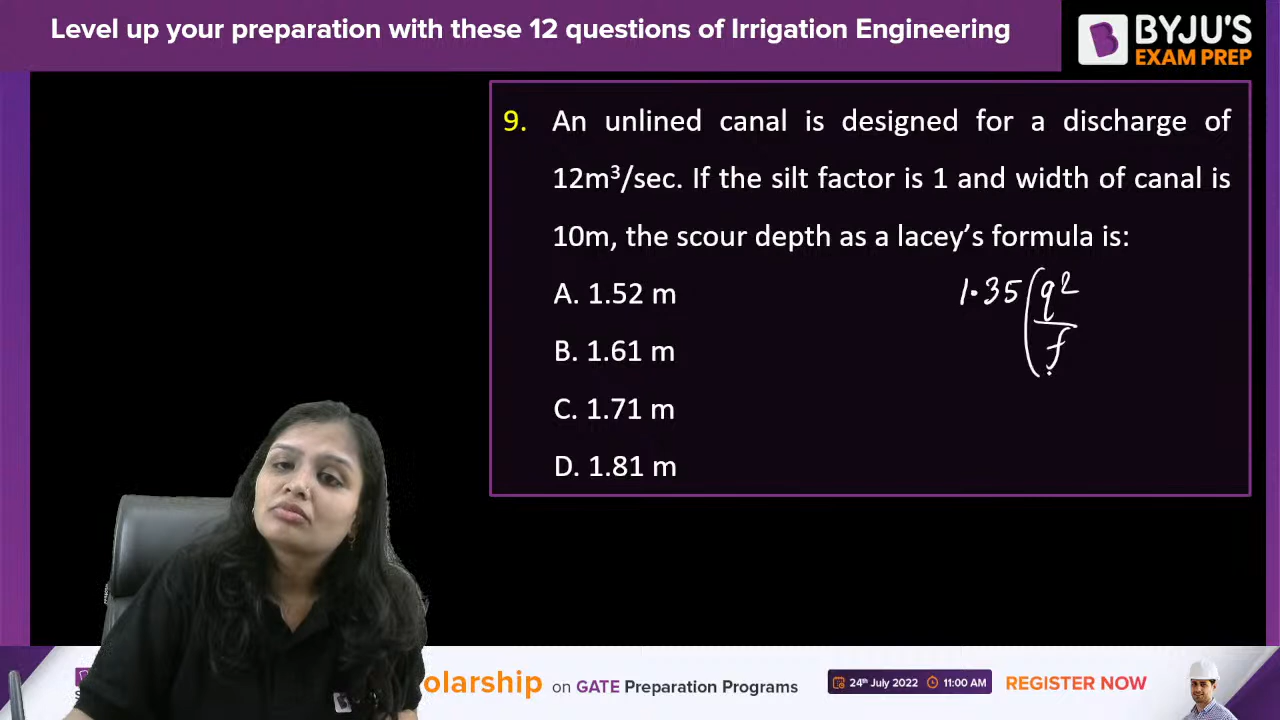 Level up your preparation with these 12 questions of Irrigation Engineering
BYJU'S
EXAM PREP
9. An unlined canal is designed for a discharge of
12m³/sec. If the silt factor is 1 and width of canal is
10m, the scour depth as a lacey's formula is:
A. 1.52 m
B. 1.61 m
C. 1.71 m
D. 1.81 m
1.35 (q²
f
olarship on GATE Preparation Programs
24th July 2022 11:00 AM
REGISTER NOW